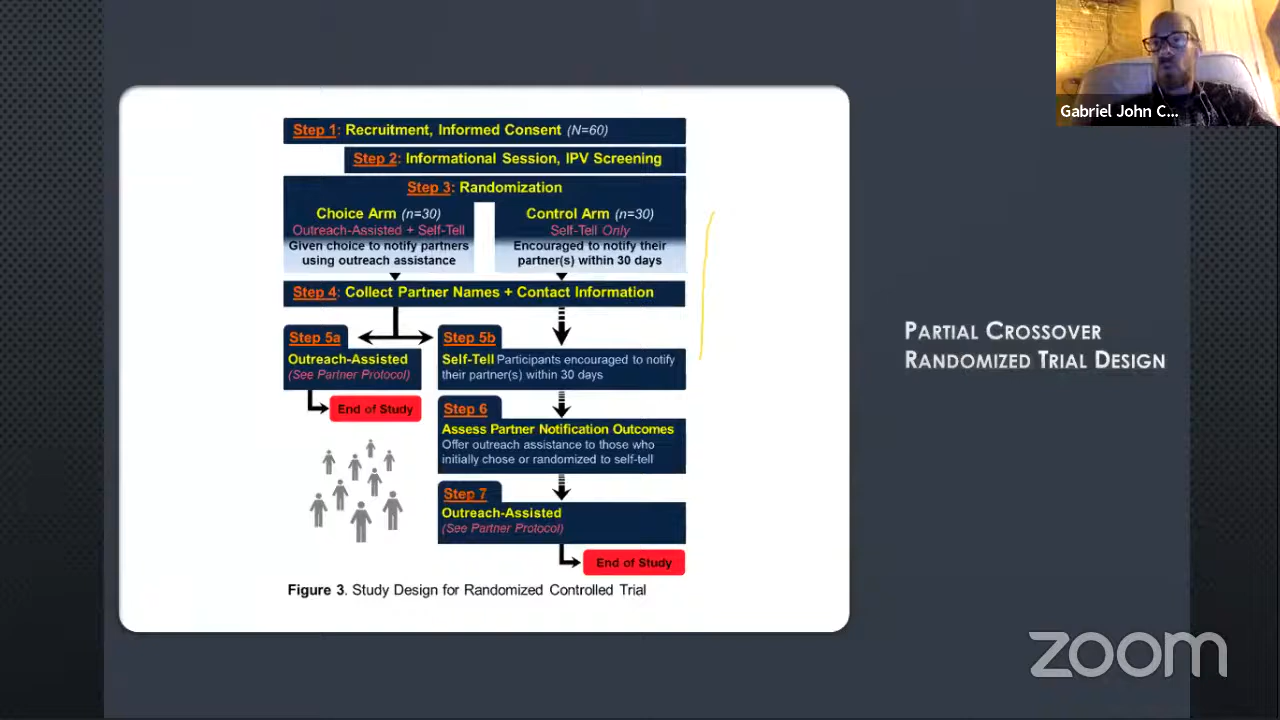 Gabriel John C...
Step 1: Recruitment, Informed Consent (N=60)
Step 2: Informational Session, IPV Screening
Step 3: Randomization
Choice Arm (n=30)
Outreach-Assisted + Self-Tell
Given choice to notify partners
using outreach assistance
Control Arm (n=30)
Self-Tell Only
Encouraged to notify their
partner(s) within 30 days
Step 4: Collect Partner Names + Contact Information
Step 5a
Outreach-Assisted
(See Partner Protocol)
End of Study
Step 5b
Self-Tell Participants encouraged to notify
their partner(s) within 30 days
Step 6
Assess Partner Notification Outcomes
Offer outreach assistance to those who
initially chose or randomized to self-tell
Step 7
Outreach-Assisted
(See Partner Protocol)
End of Study
Figure 3. Study Design for Randomized Controlled Trial
PARTIAL CROSSOVER
RANDOMIZED TRIAL DESIGN
zoom